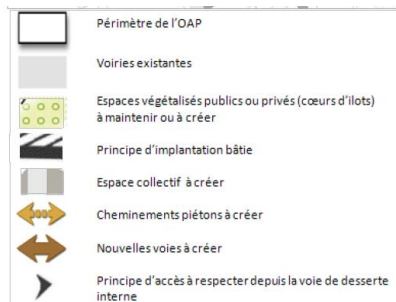 Périmètre de l'OAP
Voiries existantes
Espaces végétalisés publics ou privés (cœurs d'ilots)
à maintenir ou à créer
Principe d'implantation bâtie
Espace collectif à créer
Cheminements piétons à créer
Nouvelles voies à créer
Principe d'accès à respecter depuis la voie de desserte
interne